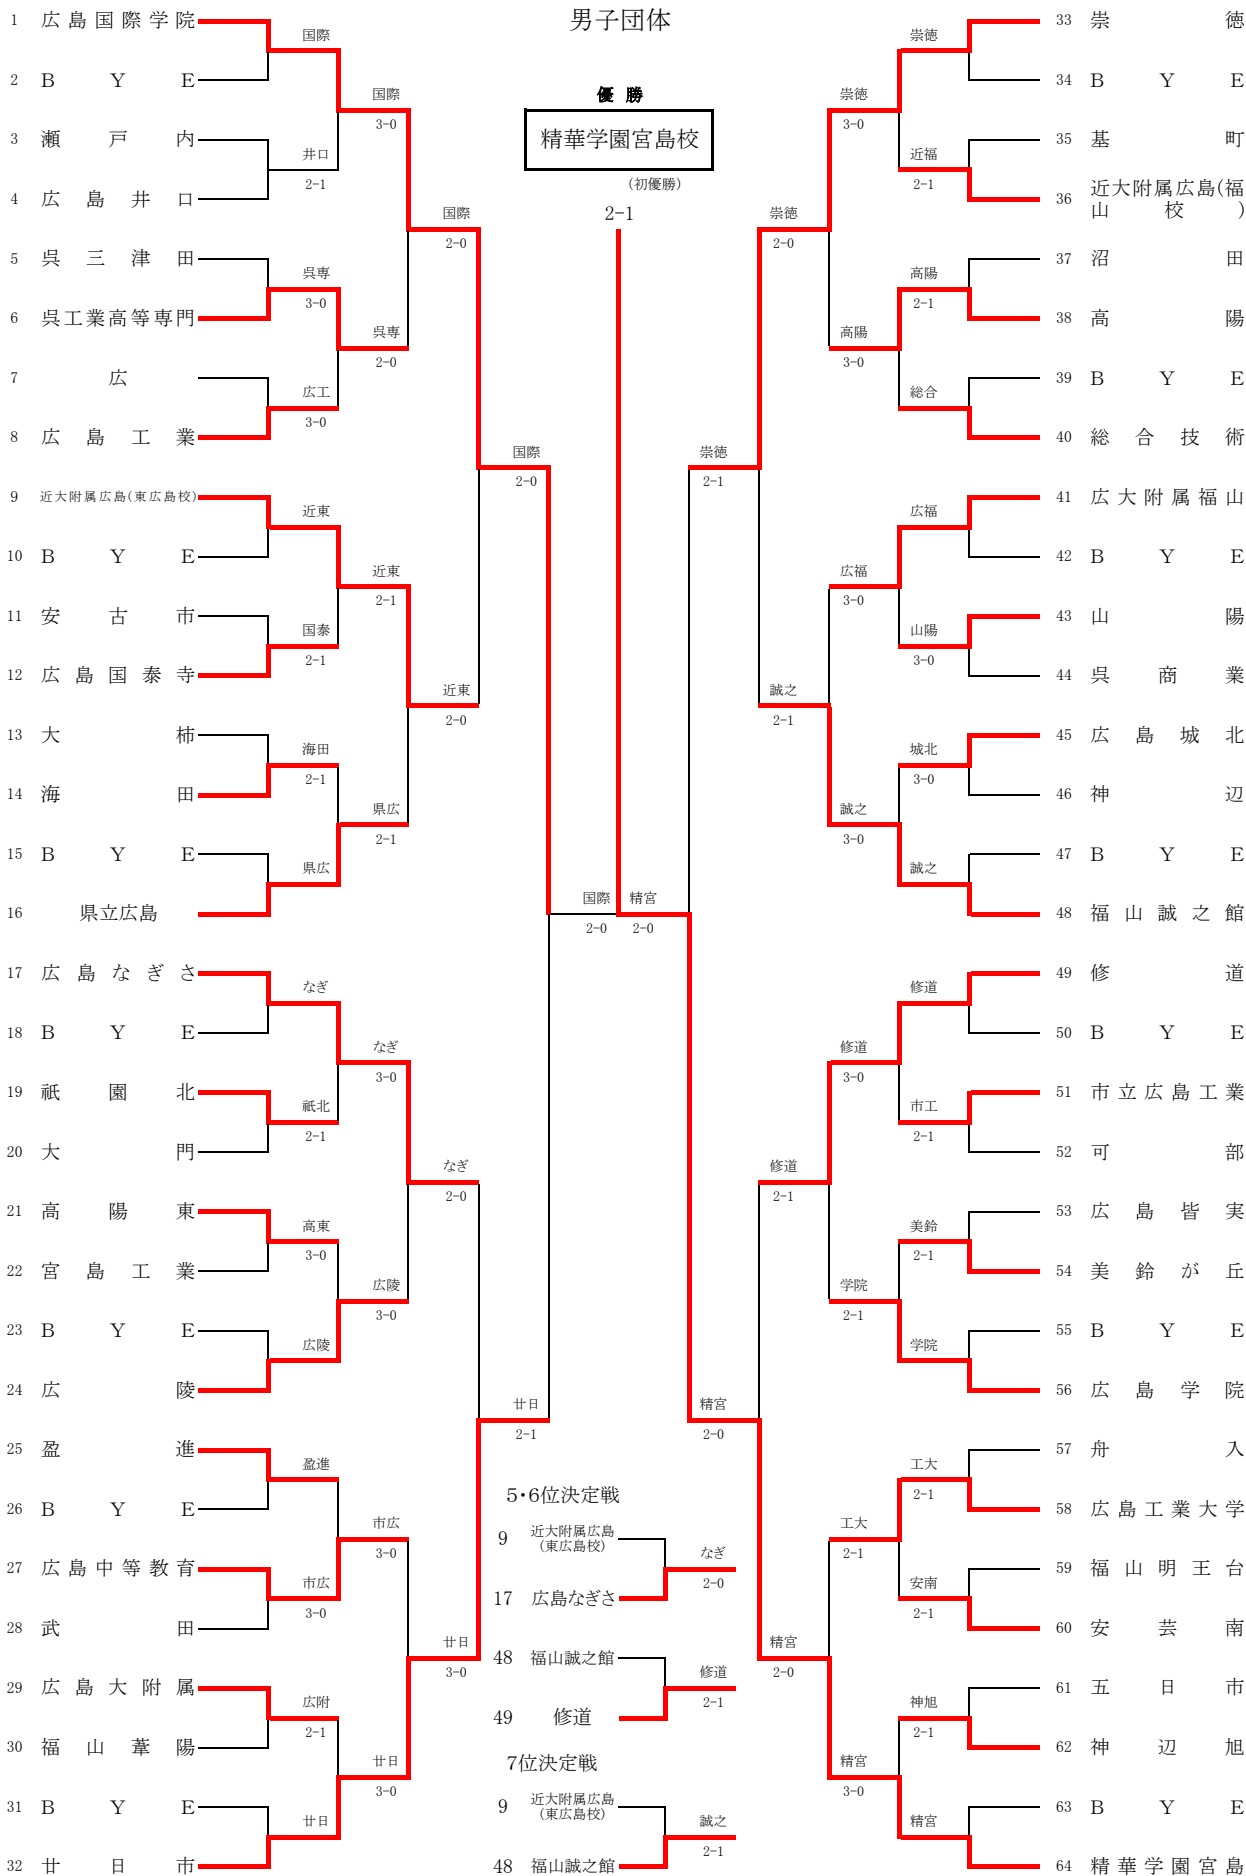 男子団体
優勝
精華学園宮島校
(初優勝)
2-1
1 広島国際学院
2 BYE
3 瀬戸内
4 広島井口
5 呉三津田
6 呉工業高等専門
7 広
8 広島工業
9 近大附属広島(東広島校)
10 BYE
11 安古市
12 広島国泰寺
13 大柿
14 海田
15 BYE
16 県立広島
17 広島なぎさ
18 BYE
19 祇園北
20 大門
21 高陽東
22 宮島工業
23 BYE
24 広陵
25 盈進
26 BYE
27 広島中等教育
28 武田
29 広島大附属
30 福山葦陽
31 BYE
32 廿日市
国際
井口
2-1
呉専
3-0
広工
3-0
近東
国泰
2-1
海田
2-1
県広
なぎ
祇北
2-1
高東
3-0
広陵
盈進
市広
3-0
広附
2-1
廿日
国際
3-0
呉専
2-0
近東
2-1
県広
2-1
なぎ
3-0
広陵
3-0
市広
3-0
廿日
3-0
国際
2-0
近東
2-0
なぎ
2-0
廿日
3-0
国際
2-0
廿日
2-1
国際
2-0
精宮
2-0
崇徳
2-1
精宮
2-0
崇徳
2-0
誠之
2-1
修道
2-1
精宮
2-0
崇徳
3-0
高陽
3-0
広福
3-0
誠之
3-0
修道
3-0
学院
2-1
工大
2-1
精宮
3-0
崇徳
近福
2-1
高陽
2-1
総合
広福
山陽
3-0
城北
3-0
誠之
修道
市工
2-1
美鈴
2-1
学院
工大
2-1
安南
2-1
神旭
2-1
精宮
33 崇徳
34 BYE
35 基町
36 近大附属広島(福
山校)
37 沼田
38 高陽
39 BYE
40 総合技術
41 広大附属福山
42 BYE
43 山陽
44 呉商業
45 広島城北
46 神辺
47 BYE
48 福山誠之館
49 修道
50 BYE
51 市立広島工業
52 可部
53 広島皆実
54 美鈴が丘
55 BYE
56 広島学院
57 舟入
58 広島工業大学
59 福山明王台
60 安芸南
61 五日市
62 神辺旭
63 BYE
64 精華学園宮島
5・6位決定戦
9 近大附属広島
(東広島校)
なぎ
2-0
17 広島なぎさ
48 福山誠之館
修道
2-1
49 修道
7位決定戦
9 近大附属広島
(東広島校)
誠之
2-1
48 福山誠之館